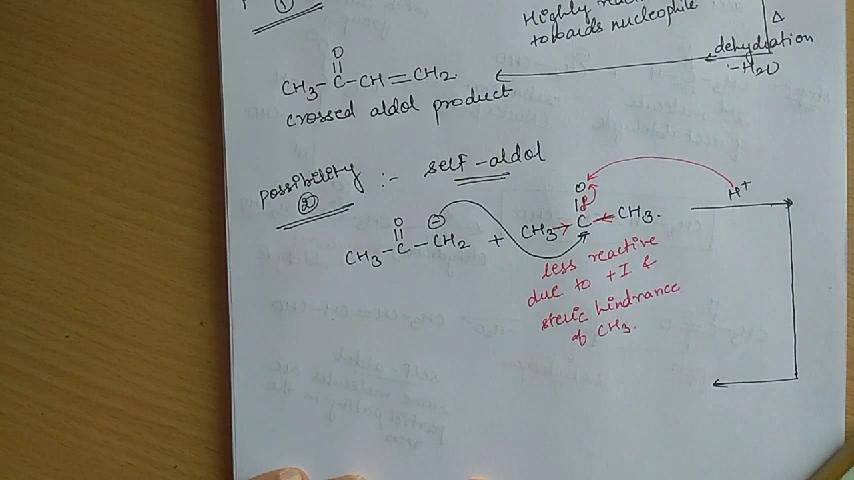 ①
Highly
towards nucleophile
Δ
dehydration
:-H2O
O
||
CH3-C-CH=CH2
crossed aldol product
possibility ② :- self-aldol
O
||
CH3-C-CH2 ⊖ + CH3 C CH3.
O
||
H+
less reactive
due to +I &
steric hindrance
of CH3.